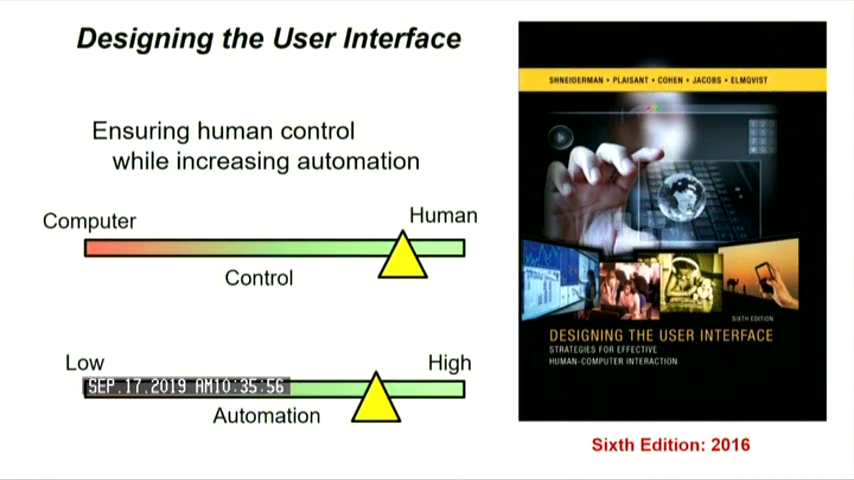 Designing the User Interface
Ensuring human control
while increasing automation
Computer
Human
Control
Low
High
SEP.17.2019 AM10:35:56
Automation
SHNEIDERMAN • PLAISANT • COHEN • JACOBS • ELMQVIST
SIXTH EDITION
DESIGNING THE USER INTERFACE
STRATEGIES FOR EFFECTIVE
HUMAN-COMPUTER INTERACTION
Sixth Edition: 2016